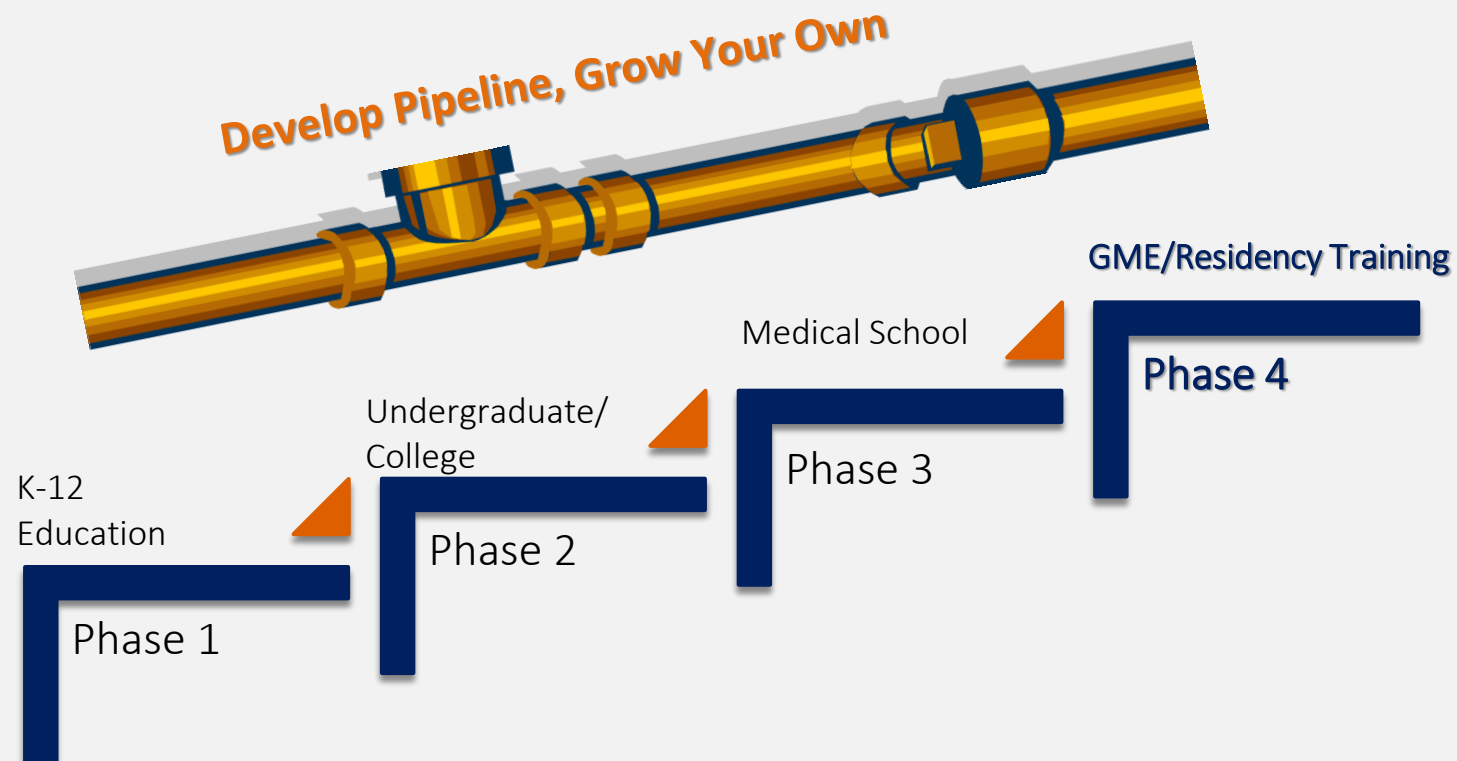 Develop Pipeline, Grow Your Own
K-12
Education
Phase 1
Undergraduate/
College
Phase 2
Medical School
Phase 3
GME/Residency Training
Phase 4